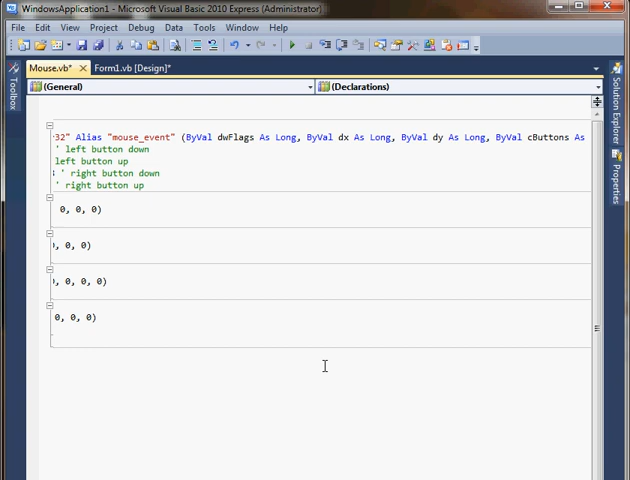 WindowsApplication1 - Microsoft Visual Basic 2010 Express (Administrator)
File Edit View Project Debug Data Tools Window Help
Mouse.vb* Form1.vb [Design]*
Toolbox
(General) (Declarations)
32" Alias "mouse_event" (ByVal dwFlags As Long, ByVal dx As Long, ByVal dy As Long, ByVal cButtons As
' left button down
left button up
' right button down
' right button up
0, 0, 0)
, 0, 0)
, 0, 0, 0)
0, 0, 0)
Solution Explorer
Properties